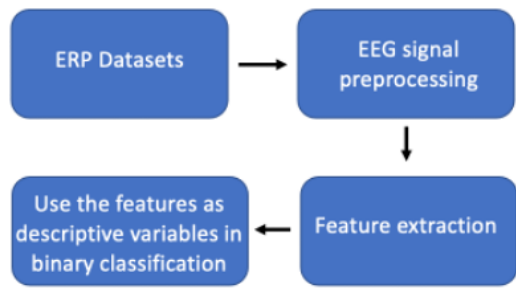 ERP Datasets
EEG signal
preprocessing
Feature extraction
Use the features as
descriptive variables in
binary classification